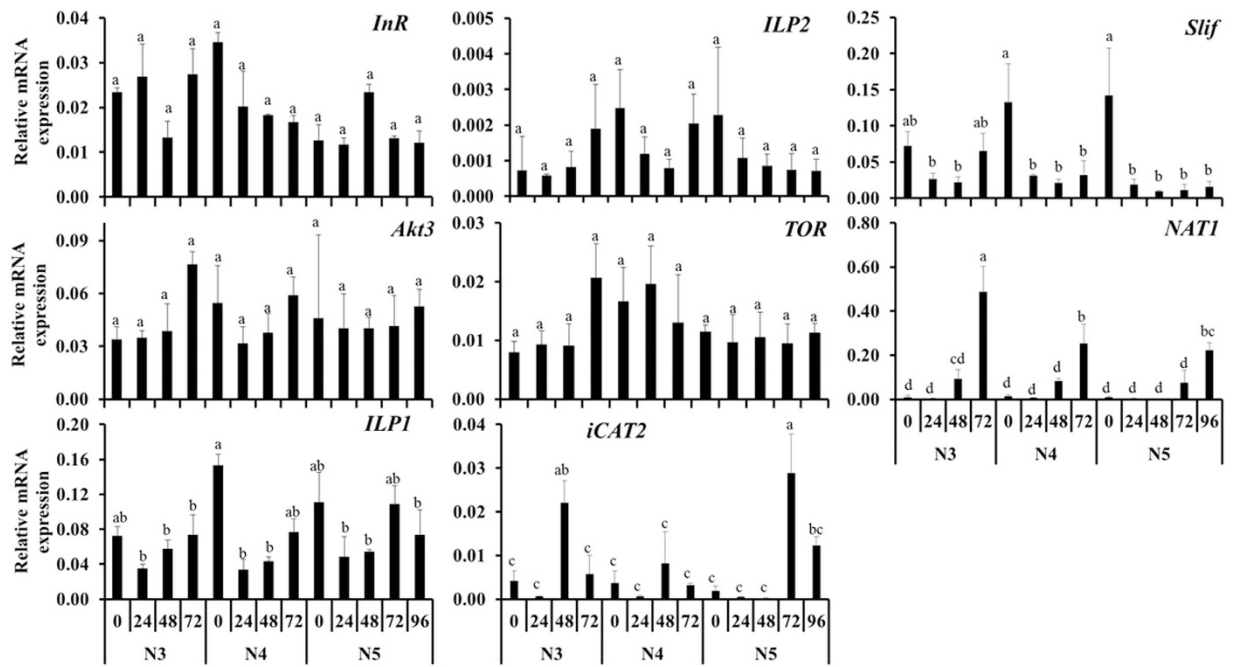 InR
Relative mRNA
expression
0.04
0.03
0.02
0.01
0.00
a a a a a a a a a a a a a
ILP2
0.005
0.004
0.003
0.002
0.001
0.000
a a a a a a a a a a a a a
Slif
0.25
0.20
0.15
0.10
0.05
0.00
ab b b ab a b b b a b b b b
Akt3
Relative mRNA
expression
0.09
0.06
0.03
0.00
a a a a a a a a a a a a a
TOR
0.03
0.02
0.01
0.00
a a a a a a a a a a a a a
NAT1
0.80
0.60
0.40
0.20
0.00
d d cd a d d d b d d d d bc
0 24 48 72 0 24 48 72 0 24 48 72 96
N3 N4 N5
ILP1
Relative mRNA
expression
0.20
0.16
0.12
0.08
0.04
0.00
ab b b b a b b b ab b b ab b
0 24 48 72 0 24 48 72 0 24 48 72 96
N3 N4 N5
iCAT2
0.04
0.03
0.02
0.01
0.00
c c ab c c c c c c c c a bc
0 24 48 72 0 24 48 72 0 24 48 72 96
N3 N4 N5